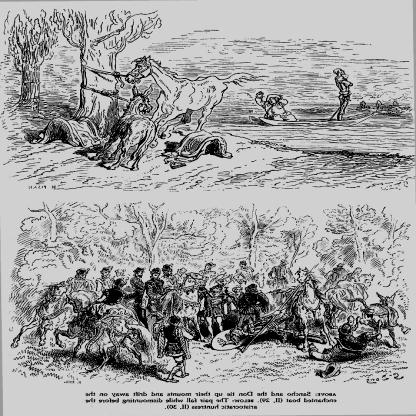 ABOVE: Sancho and the Don tie up their mounts and drift away on the
enchanted boat (II, 29). BELOW: The pair fall while dismounting before the
aristocratic huntress (II, 30).